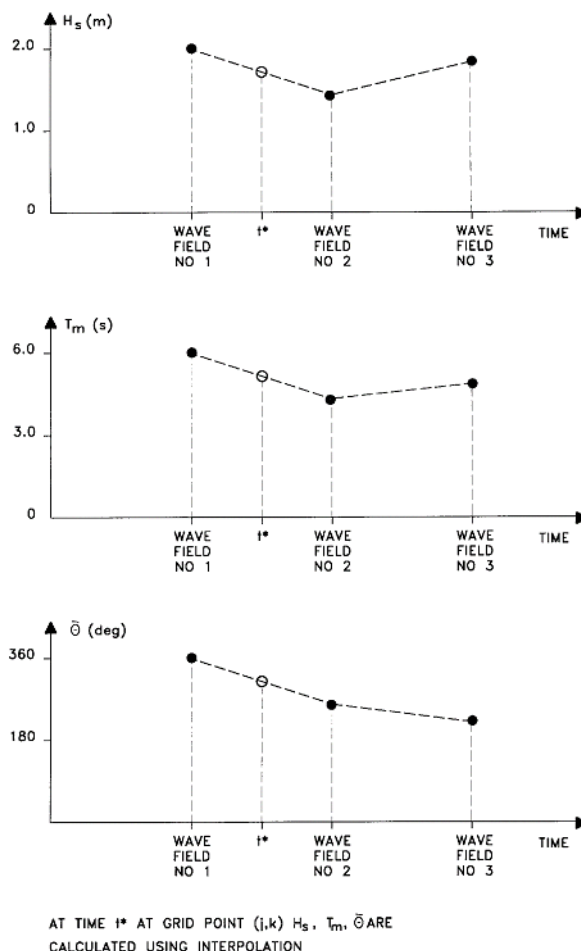 H_s (m)
2.0
1.0
0
WAVE FIELD NO 1
t*
WAVE FIELD NO 2
WAVE FIELD NO 3
TIME
T_m (s)
6.0
3.0
0
WAVE FIELD NO 1
t*
WAVE FIELD NO 2
WAVE FIELD NO 3
TIME
Θ̄ (deg)
360
180
WAVE FIELD NO 1
t*
WAVE FIELD NO 2
WAVE FIELD NO 3
TIME
AT TIME t* AT GRID POINT (j,k) H_s, T_m, Θ̄ ARE
CALCULATED USING INTERPOLATION